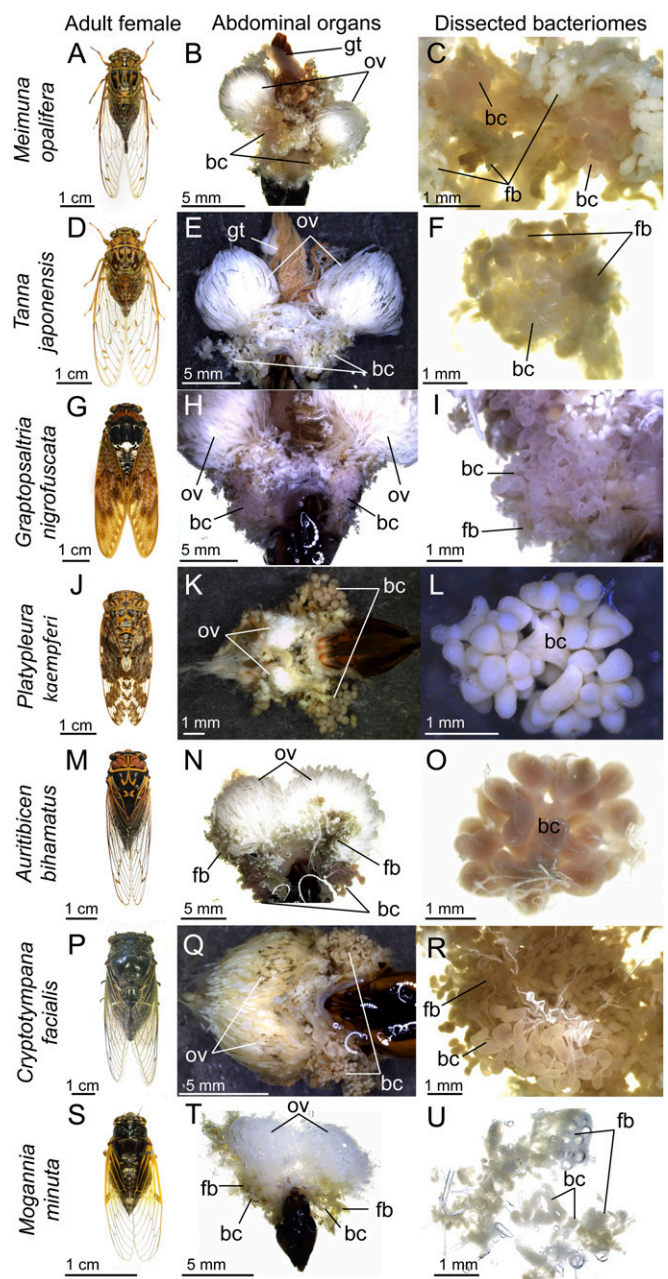 Adult female Abdominal organs Dissected bacteriomes
Meimuna opalifera
A
1 cm
B
gt
ov
bc
5 mm
C
bc
fb
bc
1 mm
Tanna japonensis
D
1 cm
E
gt
ov
bc
5 mm
F
fb
bc
1 mm
Graptopsaltria nigrofuscata
G
1 cm
H
ov
ov
bc
bc
5 mm
I
bc
fb
1 mm
Platypleura kaempferi
J
1 cm
K
bc
ov
1 mm
L
bc
1 mm
Auritibicen bihamatus
M
1 cm
N
ov
fb
fb
bc
5 mm
O
bc
1 mm
Cryptotympana facialis
P
1 cm
Q
ov
bc
5 mm
R
fb
bc
1 mm
Mogannia minuta
S
1 cm
T
ov
fb
bc
bc
fb
5 mm
U
fb
bc
1 mm